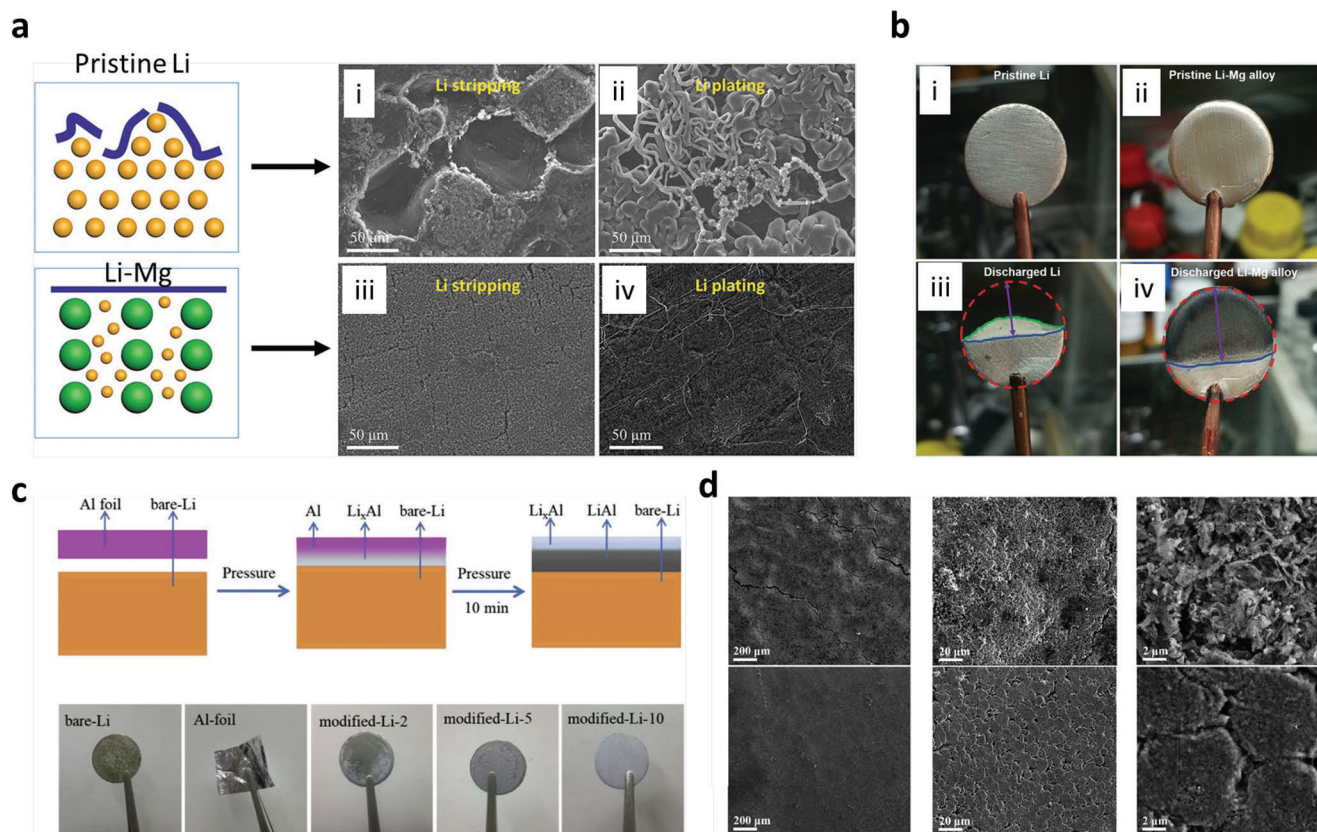 a
Pristine Li
Li-Mg
i
Li stripping
50 µm
ii
Li plating
50 µm
iii
Li stripping
50 µm
iv
Li plating
50 µm
b
i
Pristine Li
ii
Pristine Li-Mg alloy
iii
Discharged Li
iv
Discharged Li-Mg alloy
c
Al foil
bare-Li
Pressure
Al
LiₓAl
bare-Li
Pressure
10 min
LiₓAl
LiAl
bare-Li
bare-Li
Al-foil
modified-Li-2
modified-Li-5
modified-Li-10
d
200 µm
20 µm
2 µm
200 µm
20 µm
2 µm